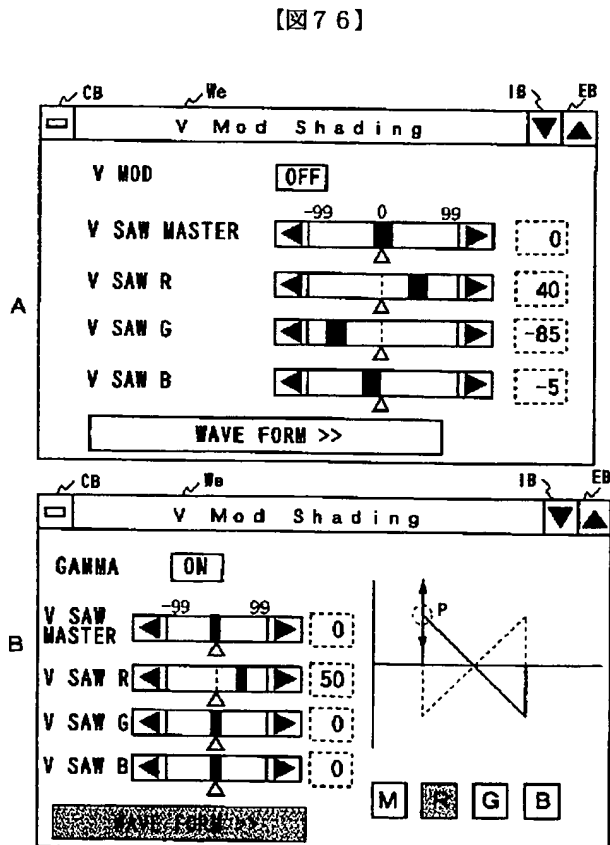 【図７６】
CB We IB EB
V Mod Shading
V MOD OFF
-99 0 99
V SAW MASTER 0
V SAW R 40
V SAW G -85
V SAW B -5
WAVE FORM >>
A
CB We IB EB
V Mod Shading
GAMMA ON
-99 99
V SAW
MASTER 0
V SAW R 50
V SAW G 0
V SAW B 0
WAVE FORM >>
P
M R G B
B